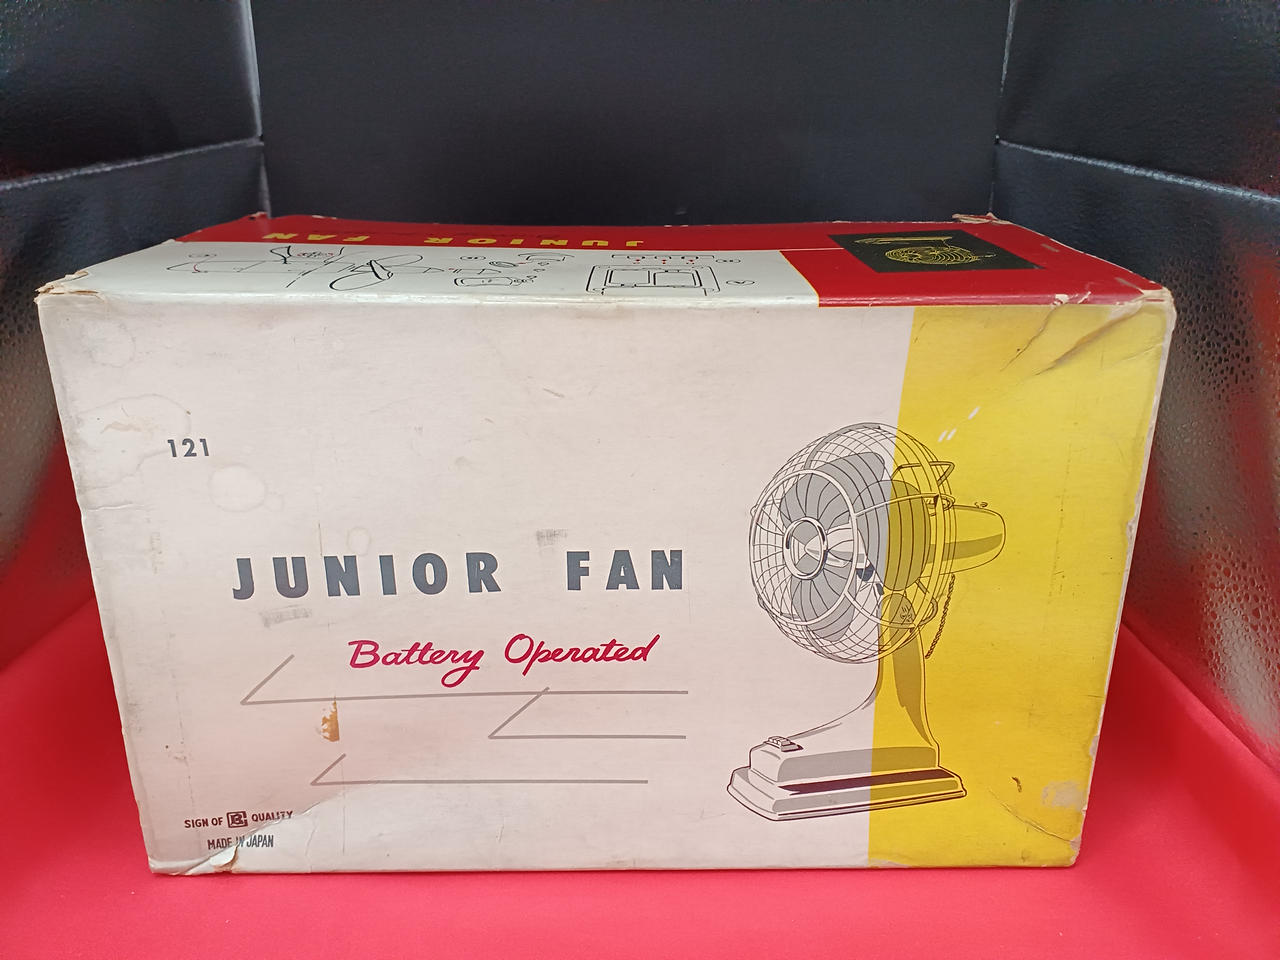 JUNIOR FAN
121
JUNIOR FAN
Battery Operated
SIGN OF QUALITY
MADE IN JAPAN